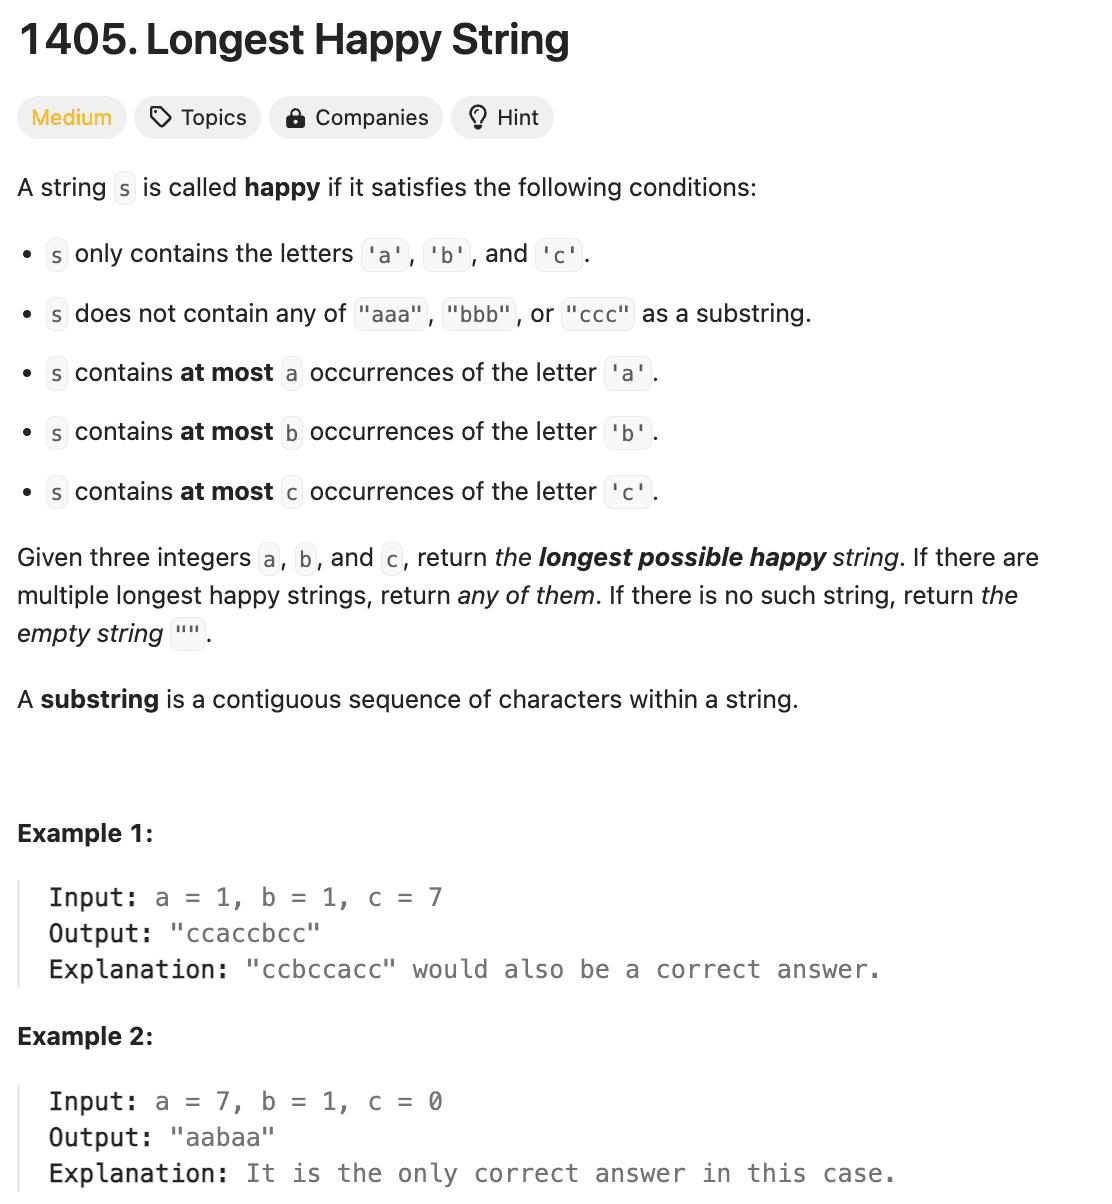 1405. Longest Happy String
Medium Topics Companies Hint
A string s is called happy if it satisfies the following conditions:
• s only contains the letters 'a', 'b', and 'c'.
• s does not contain any of "aaa", "bbb", or "ccc" as a substring.
• s contains at most a occurrences of the letter 'a'.
• s contains at most b occurrences of the letter 'b'.
• s contains at most c occurrences of the letter 'c'.
Given three integers a, b, and c, return the longest possible happy string. If there are
multiple longest happy strings, return any of them. If there is no such string, return the
empty string "".
A substring is a contiguous sequence of characters within a string.
Example 1:
Input: a = 1, b = 1, c = 7
Output: "ccaccbcc"
Explanation: "ccbccacc" would also be a correct answer.
Example 2:
Input: a = 7, b = 1, c = 0
Output: "aabaa"
Explanation: It is the only correct answer in this case.